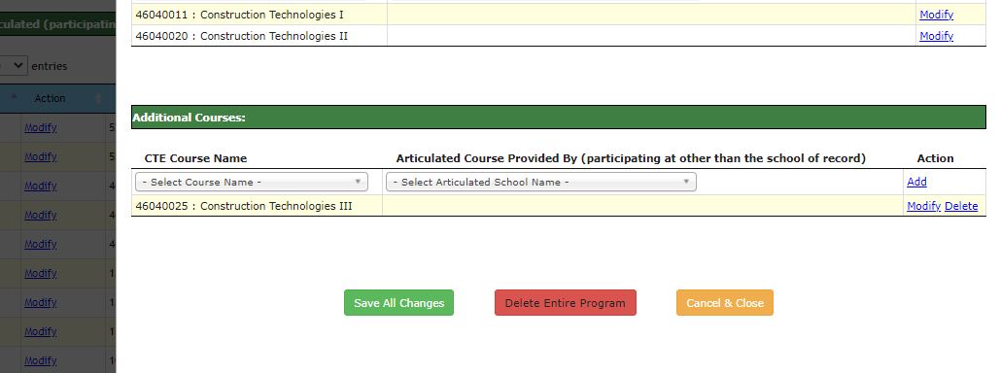 46040011 : Construction Technologies I Modify
culated (participatin
46040020 : Construction Technologies II Modify
entries
Action
Modify 5
Modify 5
Modify 4
Modify 4
Modify 4
Modify 1
Modify 1
Modify 1
Modify 1
Additional Courses:
CTE Course Name Articulated Course Provided By (participating at other than the school of record) Action
- Select Course Name - - Select Articulated School Name - Add
46040025 : Construction Technologies III Modify Delete
Save All Changes Delete Entire Program Cancel & Close